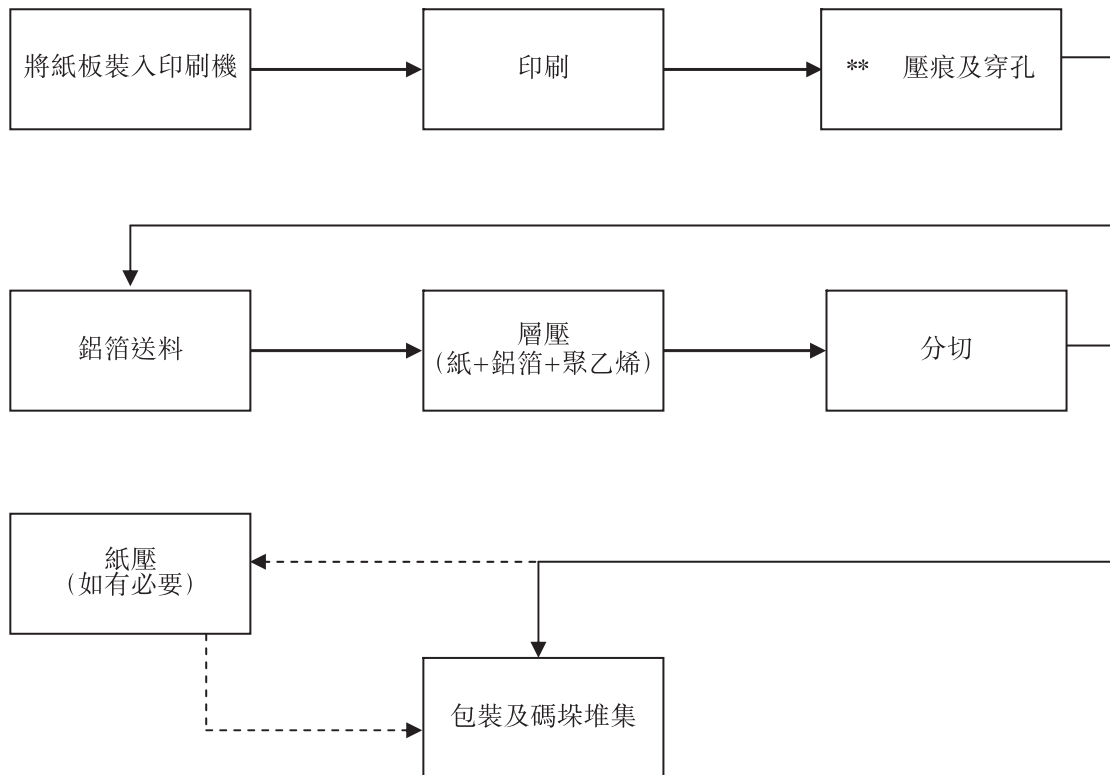 將紙板裝入印刷機
印刷
** 壓痕及穿孔
鋁箔送料
層壓
(紙+鋁箔+聚乙烯)
分切
紙壓
(如有必要)
包裝及碼垛堆集